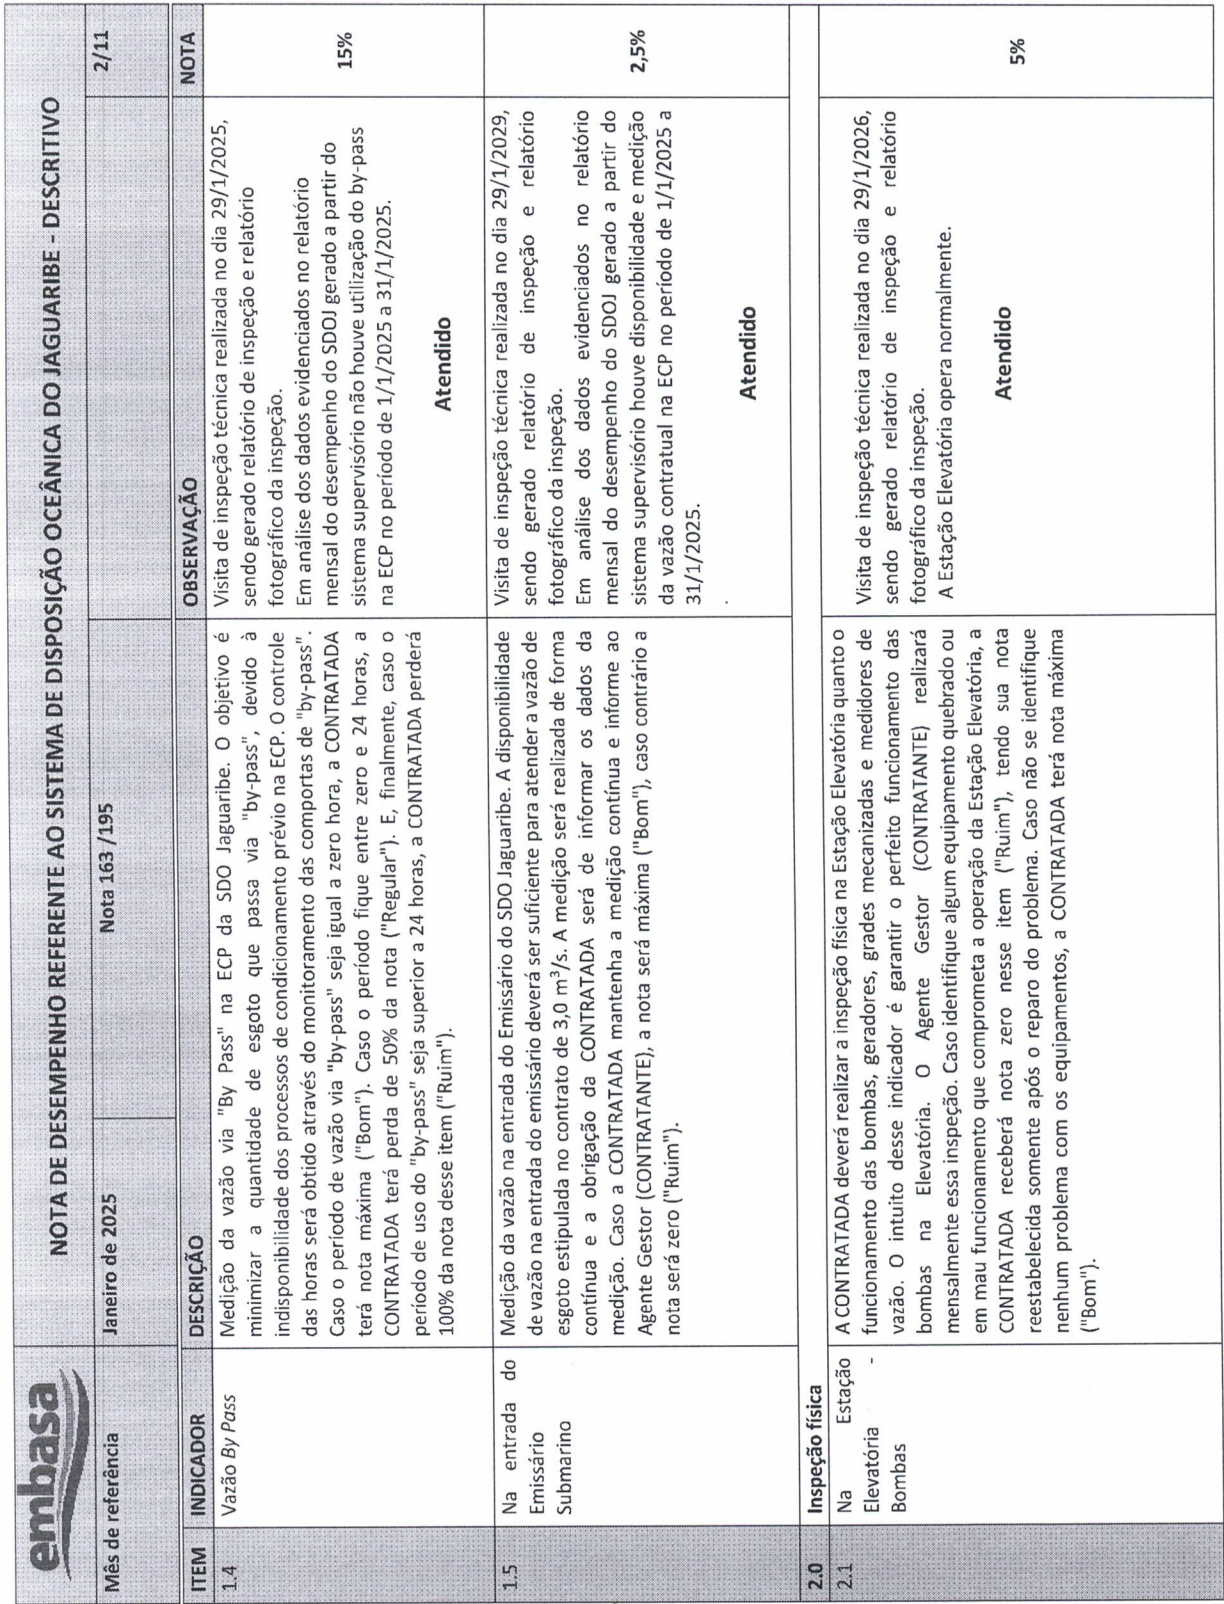 embasa
NOTA DE DESEMPENHO REFERENTE AO SISTEMA DE DISPOSIÇÃO OCEÂNICA DO JAGUARIBE - DESCRITIVO
Mês de referência
Janeiro de 2025
Nota 163 /195
2/11
ITEM
INDICADOR
DESCRIÇÃO
OBSERVAÇÃO
NOTA
1.4
Vazão By Pass
Medição da vazão via "By Pass" na ECP da SDO Jaguaribe. O objetivo é
minimizar a quantidade de esgoto que passa via "by-pass", devido à
indisponibilidade dos processos de condicionamento prévio na ECP. O controle
das horas será obtido através do monitoramento das comportas de "by-pass".
Caso o período de vazão via "by-pass" seja igual a zero hora, a CONTRATADA
terá nota máxima ("Bom"). Caso o período fique entre zero e 24 horas, a
CONTRATADA terá perda de 50% da nota ("Regular"). E, finalmente, caso o
período de uso do "by-pass" seja superior a 24 horas, a CONTRATADA perderá
100% da nota desse item ("Ruim").
Visita de inspeção técnica realizada no dia 29/1/2025,
sendo gerado relatório de inspeção e relatório
fotográfico da inspeção.
Em análise dos dados evidenciados no relatório
mensal do desempenho do SDOJ gerado a partir do
sistema supervisório não houve utilização do by-pass
na ECP no período de 1/1/2025 a 31/1/2025.
Atendido
15%
1.5
Na entrada do
Emissário
Submarino
Medição da vazão na entrada do Emissário do SDO Jaguaribe. A disponibilidade
de vazão na entrada do emissário deverá ser suficiente para atender a vazão de
esgoto estipulada no contrato de 3,0 m³/s. A medição será realizada de forma
contínua e a obrigação da CONTRATADA será de informar os dados da
medição. Caso a CONTRATADA mantenha a medição contínua e informe ao
Agente Gestor (CONTRATANTE), a nota será máxima ("Bom"), caso contrário a
nota será zero ("Ruim").
Visita de inspeção técnica realizada no dia 29/1/2029,
sendo gerado relatório de inspeção e relatório
fotográfico da inspeção.
Em análise dos dados evidenciados no relatório
mensal do desempenho do SDOJ gerado a partir do
sistema supervisório houve disponibilidade e medição
da vazão contratual na ECP no período de 1/1/2025 a
31/1/2025.
.
Atendido
2,5%
2.0
Inspeção física
2.1
Na Estação
Elevatória -
Bombas
A CONTRATADA deverá realizar a inspeção física na Estação Elevatória quanto o
funcionamento das bombas, geradores, grades mecanizadas e medidores de
vazão. O intuito desse indicador é garantir o perfeito funcionamento das
bombas na Elevatória. O Agente Gestor (CONTRATANTE) realizará
mensalmente essa inspeção. Caso identifique algum equipamento quebrado ou
em mau funcionamento que comprometa a operação da Estação Elevatória, a
CONTRATADA receberá nota zero nesse item ("Ruim"), tendo sua nota
reestabelecida somente após o reparo do problema. Caso não se identifique
nenhum problema com os equipamentos, a CONTRATADA terá nota máxima
("Bom").
Visita de inspeção técnica realizada no dia 29/1/2026,
sendo gerado relatório de inspeção e relatório
fotográfico da inspeção.
A Estação Elevatória opera normalmente.
Atendido
5%